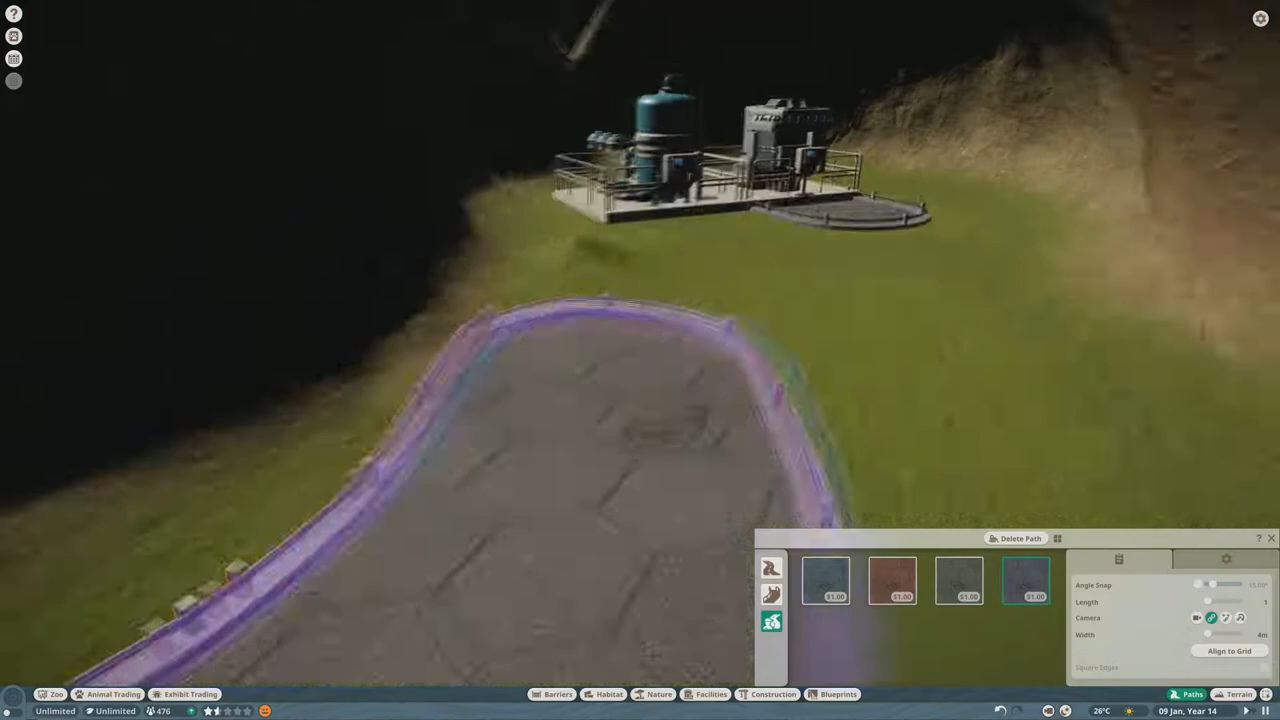 Delete Path
?
$1.00
$1.00
$1.00
$1.00
Angle Snap
15.00°
Length
1
Camera
Width
4m
Align to Grid
Square Edges
Zoo
Animal Trading
Exhibit Trading
Barriers
Habitat
Nature
Facilities
Construction
Blueprints
Paths
Terrain
Unlimited
Unlimited
476
26°C
09 Jan, Year 14